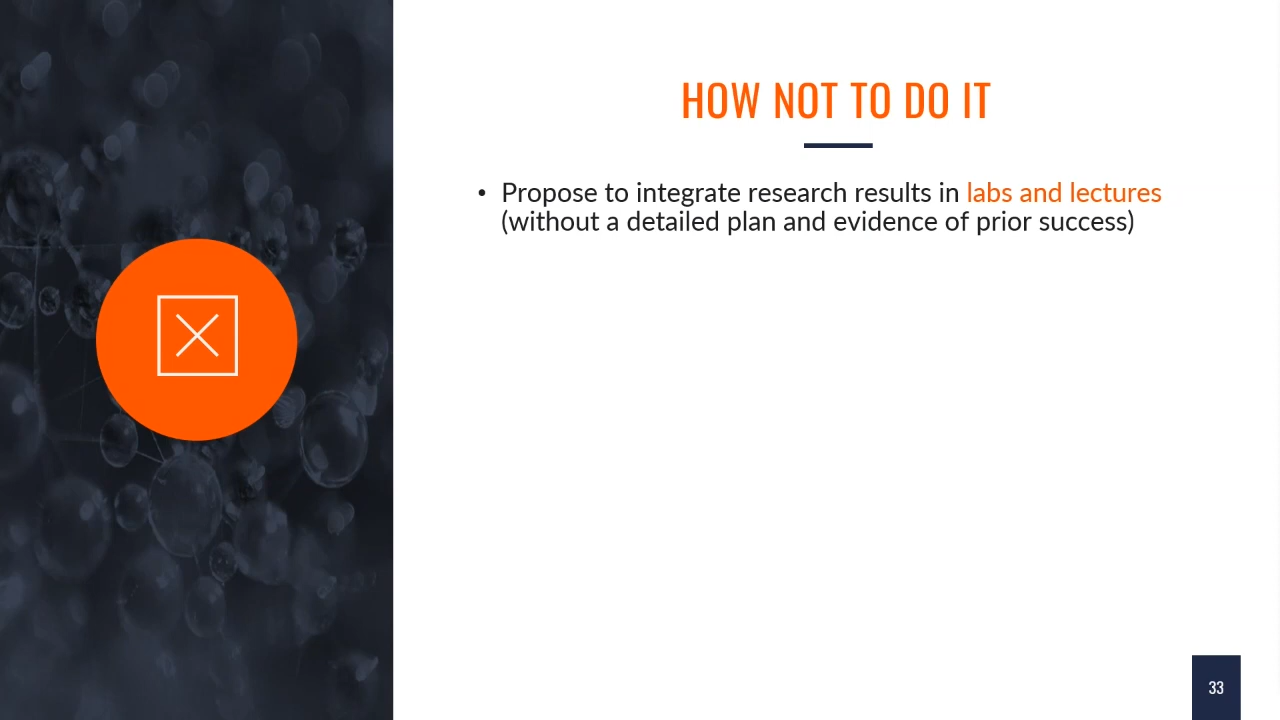 HOW NOT TO DO IT
• Propose to integrate research results in labs and lectures
(without a detailed plan and evidence of prior success)
33